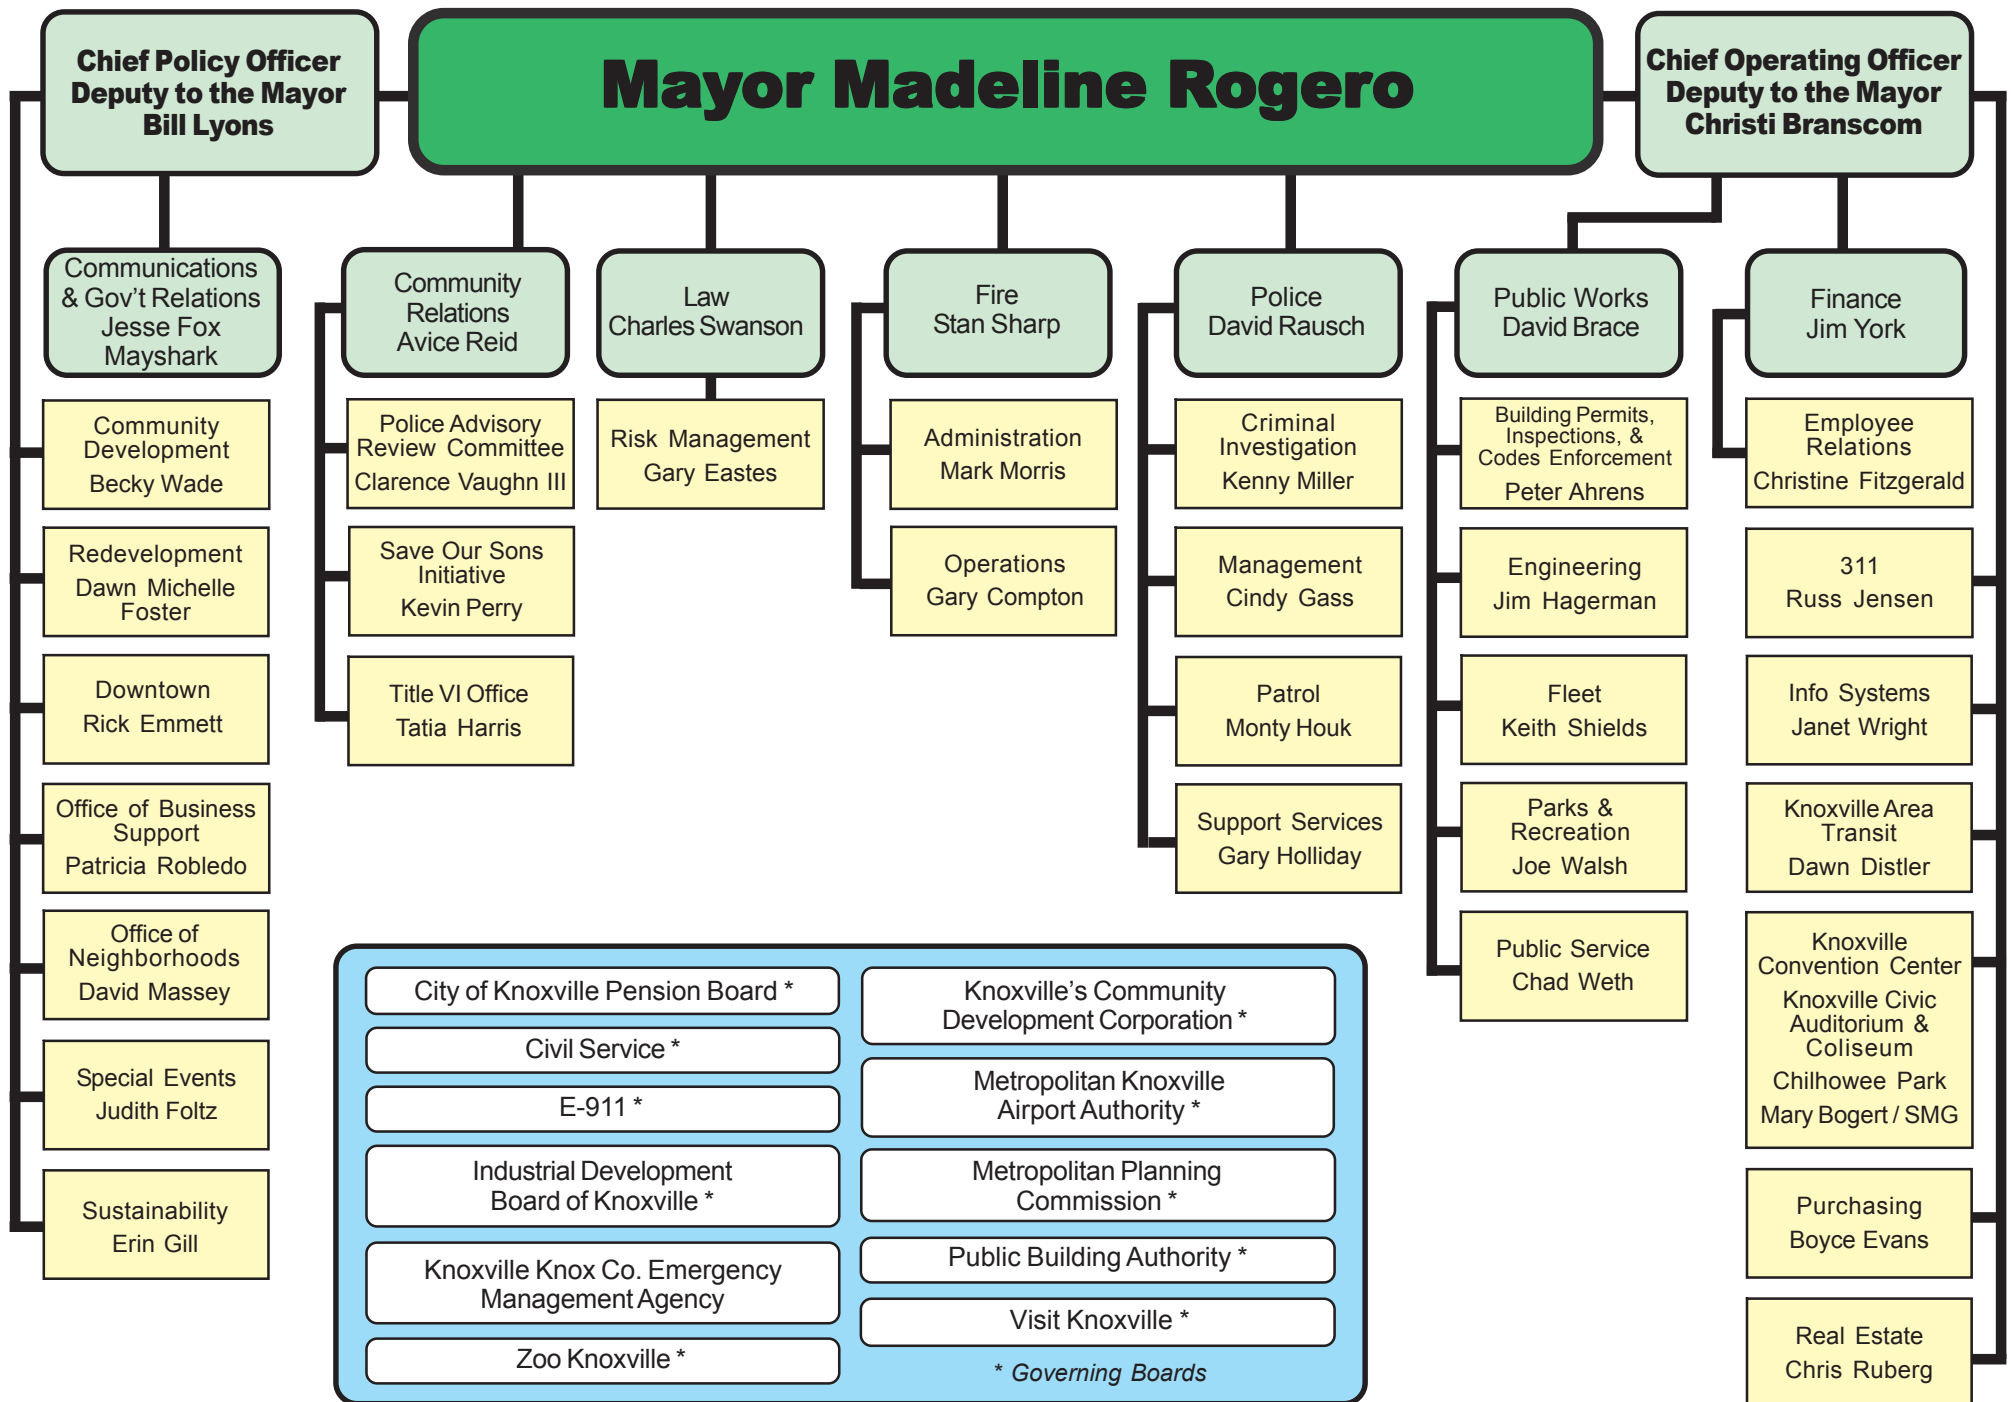 Chief Policy Officer
Deputy to the Mayor
Bill Lyons
Mayor Madeline Rogero
Chief Operating Officer
Deputy to the Mayor
Christi Branscom
Communications
& Gov't Relations
Jesse Fox
Mayshark
Community
Relations
Avice Reid
Law
Charles Swanson
Fire
Stan Sharp
Police
David Rausch
Public Works
David Brace
Finance
Jim York
Community
Development
Becky Wade
Redevelopment
Dawn Michelle
Foster
Downtown
Rick Emmett
Office of Business
Support
Patricia Robledo
Office of
Neighborhoods
David Massey
Special Events
Judith Foltz
Sustainability
Erin Gill
Police Advisory
Review Committee
Clarence Vaughn III
Save Our Sons
Initiative
Kevin Perry
Title VI Office
Tatia Harris
Risk Management
Gary Eastes
Administration
Mark Morris
Operations
Gary Compton
Criminal
Investigation
Kenny Miller
Management
Cindy Gass
Patrol
Monty Houk
Support Services
Gary Holliday
Building Permits,
Inspections, &
Codes Enforcement
Peter Ahrens
Engineering
Jim Hagerman
Fleet
Keith Shields
Parks &
Recreation
Joe Walsh
Public Service
Chad Weth
Employee
Relations
Christine Fitzgerald
311
Russ Jensen
Info Systems
Janet Wright
Knoxville Area
Transit
Dawn Distler
Knoxville
Convention Center
Knoxville Civic
Auditorium &
Coliseum
Chilhowee Park
Mary Bogert / SMG
Purchasing
Boyce Evans
Real Estate
Chris Ruberg
City of Knoxville Pension Board *
Civil Service *
E-911 *
Industrial Development
Board of Knoxville *
Knoxville Knox Co. Emergency
Management Agency
Zoo Knoxville *
Knoxville's Community
Development Corporation *
Metropolitan Knoxville
Airport Authority *
Metropolitan Planning
Commission *
Public Building Authority *
Visit Knoxville *
* Governing Boards